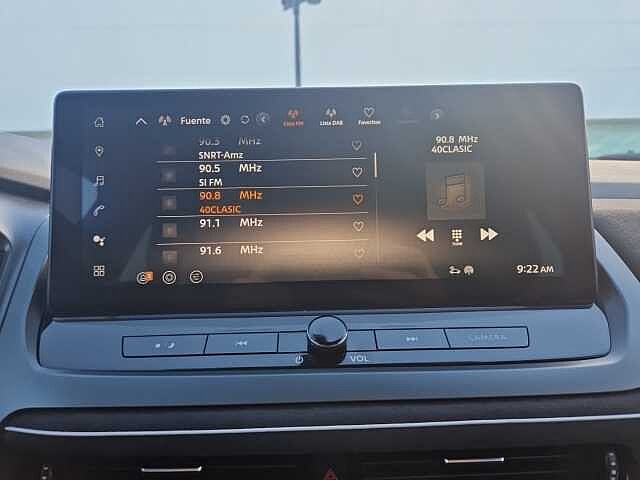 Fuente
Lista FM
Lista DAB
Favoritos
90.3 MHz
SNRT-Amz
90.5 MHz
SI FM
90.8 MHz
40CLASIC
91.1 MHz
91.6 MHz
90.8 MHz
40CLASIC
9:22 AM
VOL
CAMERA